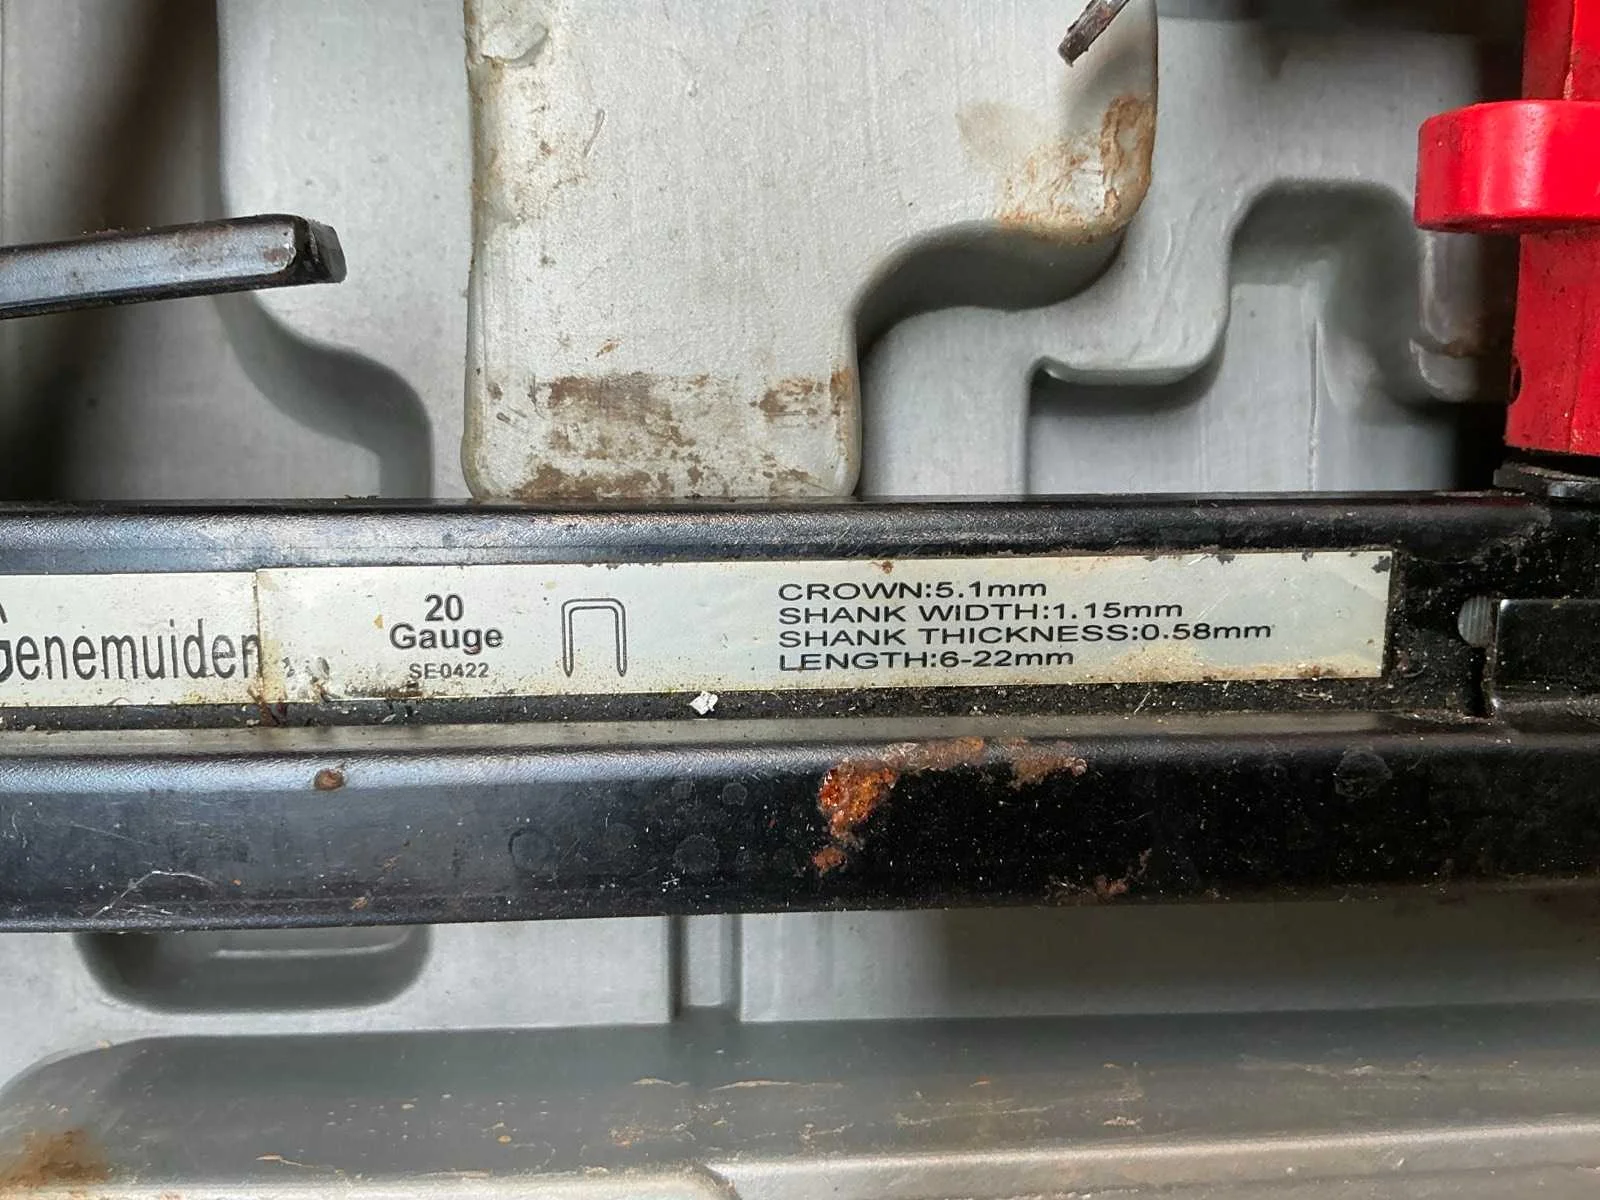 Genemuiden
20
Gauge
SE0422
CROWN:5.1mm
SHANK WIDTH:1.15mm
SHANK THICKNESS:0.58mm
LENGTH:6-22mm